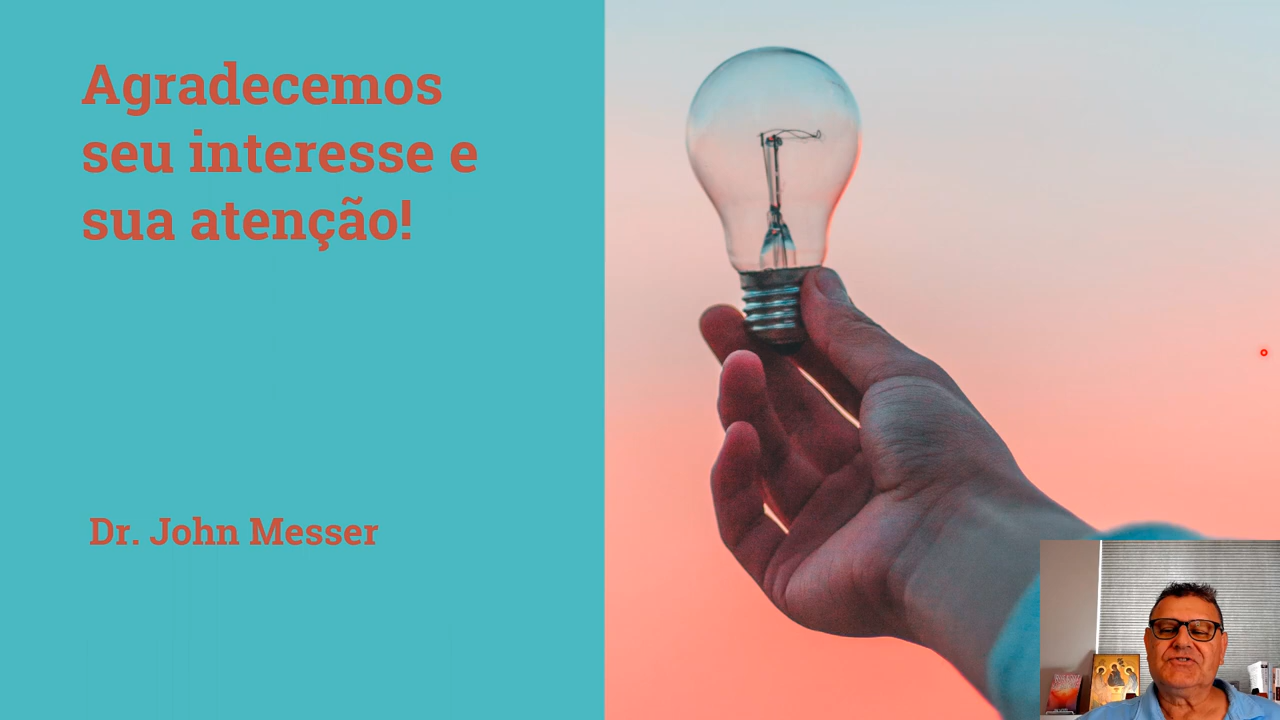 Agradecemos
seu interesse e
sua atenção!
Dr. John Messer